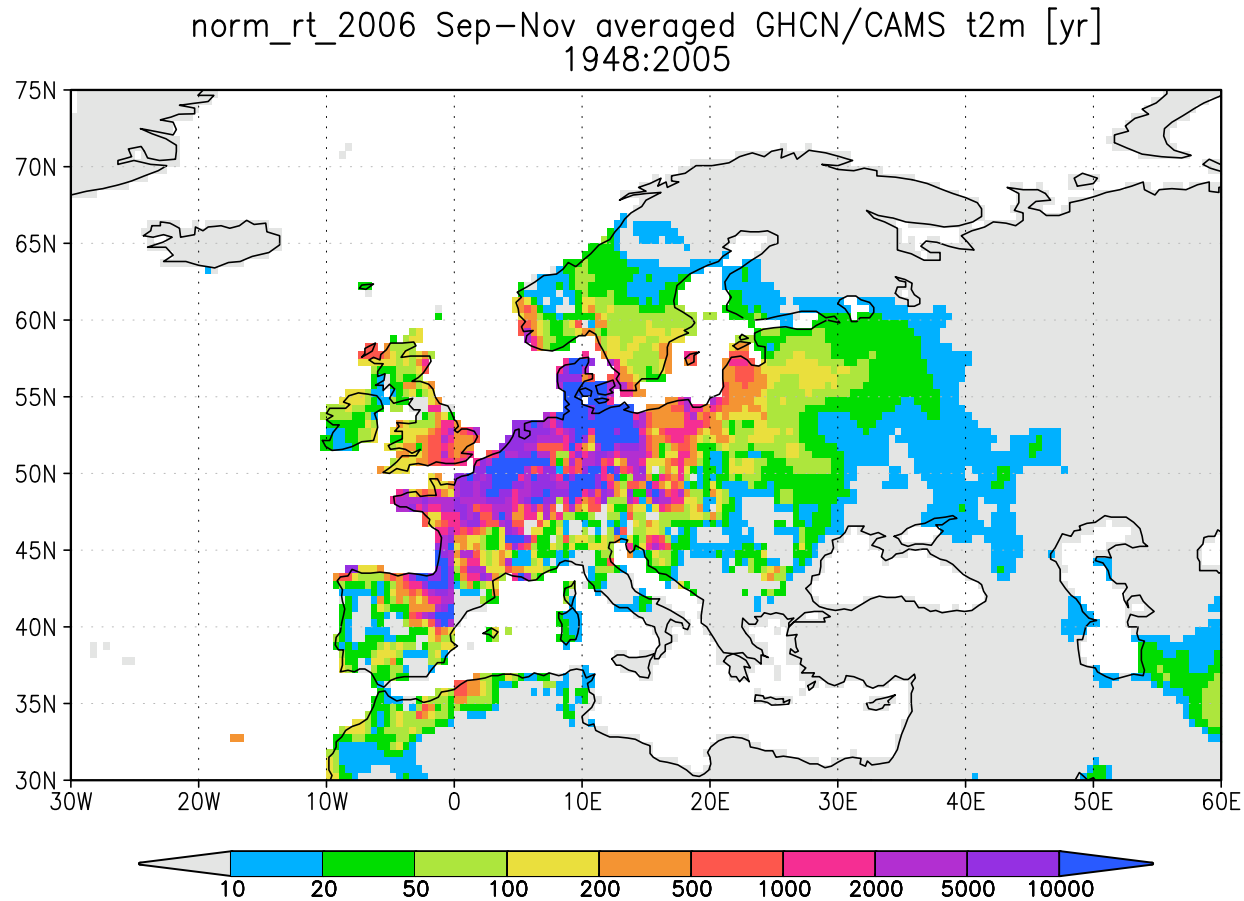 norm_rt_2006 Sep-Nov averaged GHCN/CAMS t2m [yr]
1948:2005
75N
70N
65N
60N
55N
50N
45N
40N
35N
30N
30W 20W 10W 0 10E 20E 30E 40E 50E 60E
10 20 50 100 200 500 1000 2000 5000 10000